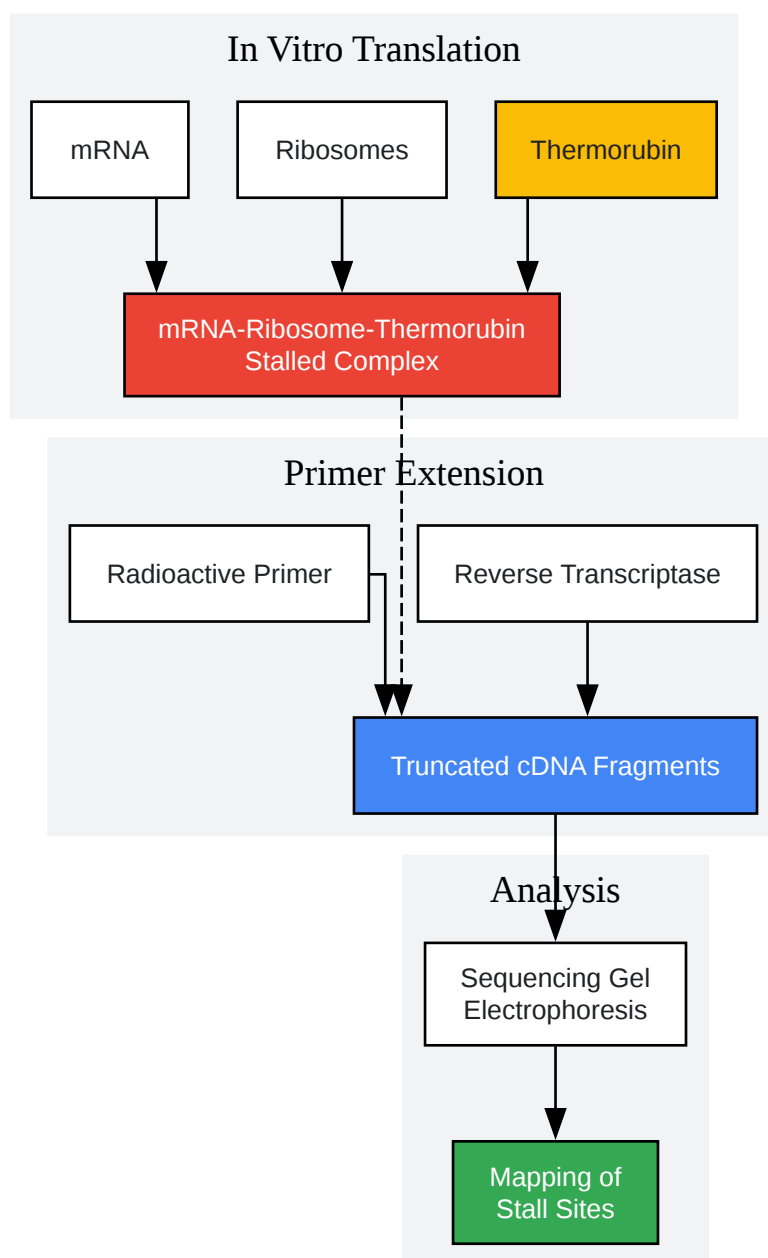 In Vitro Translation
mRNA
Ribosomes
Thermorubin
mRNA-Ribosome-Thermorubin
Stalled Complex
Primer Extension
Radioactive Primer
Reverse Transcriptase
Truncated cDNA Fragments
Analysis
Sequencing Gel
Electrophoresis
Mapping of
Stall Sites